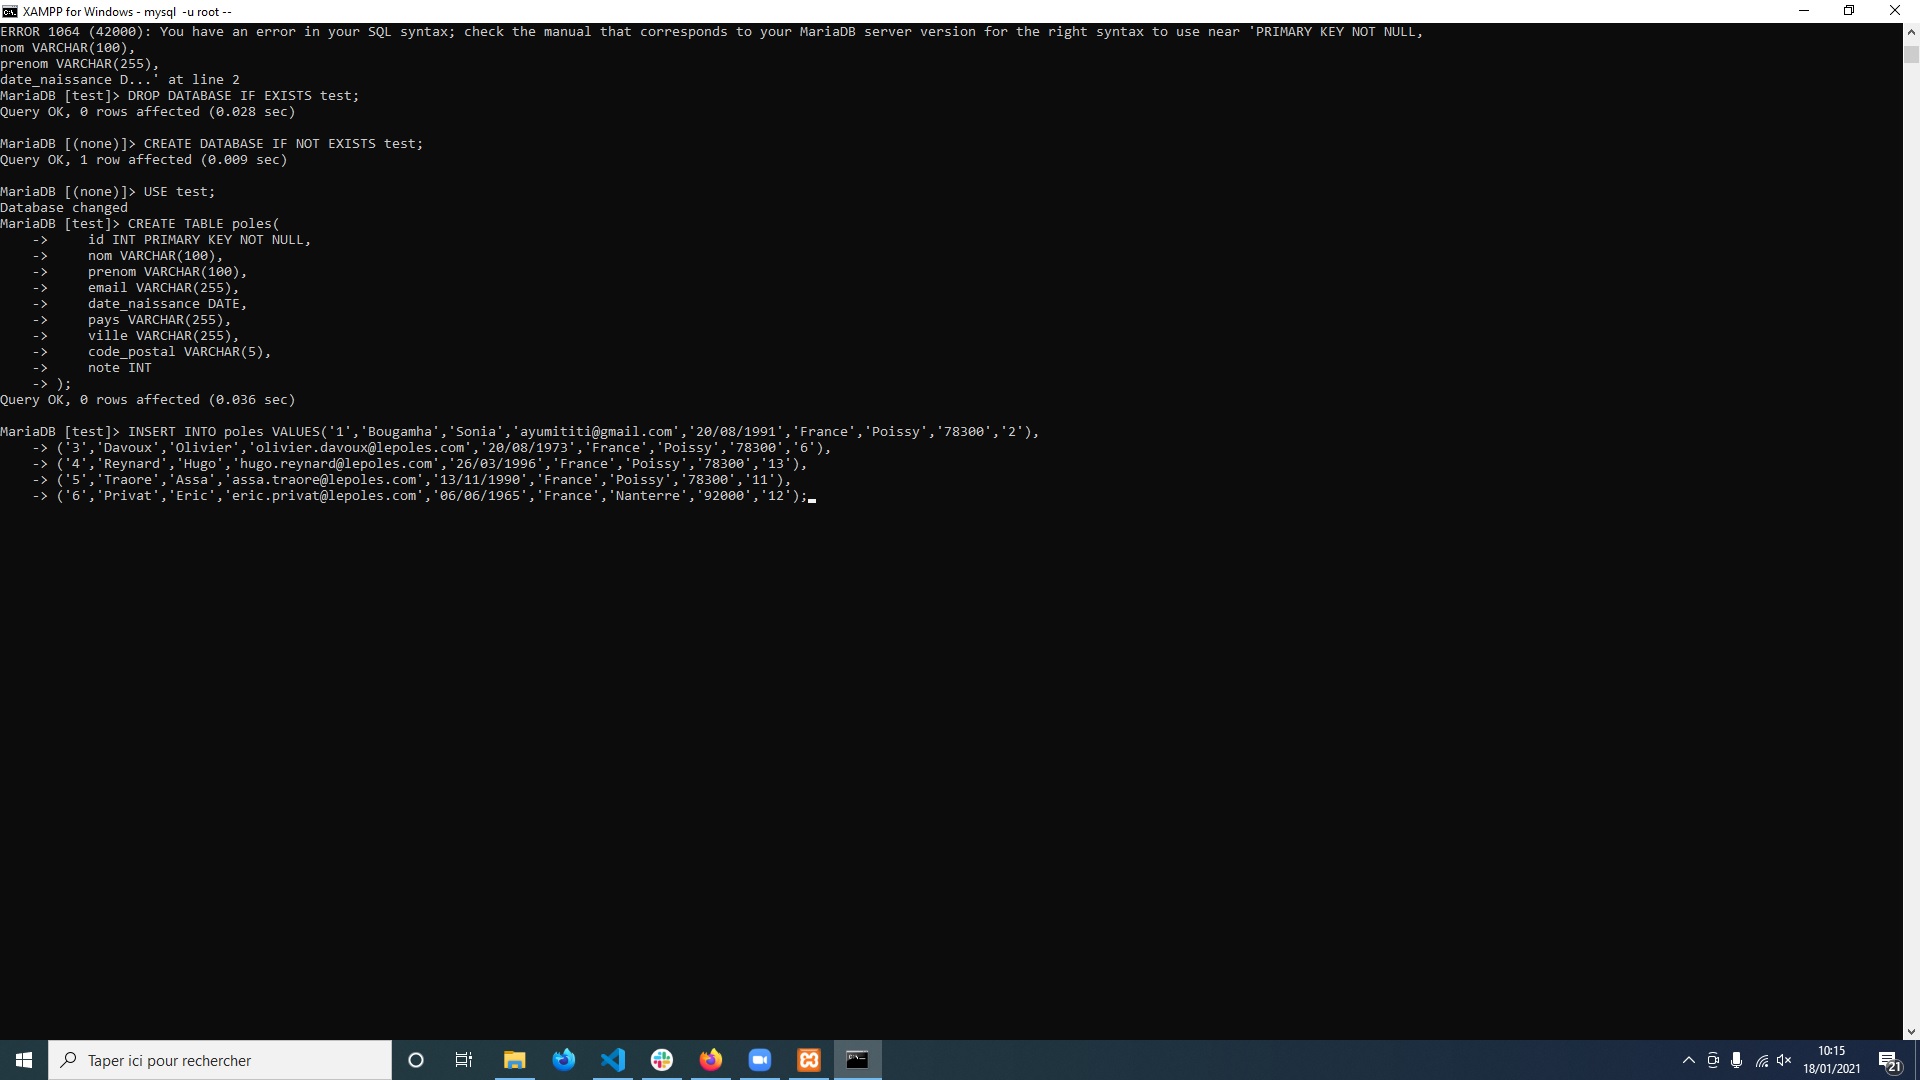 XAMPP for Windows - mysql  -u root --
ERROR 1064 (42000): You have an error in your SQL syntax; check the manual that corresponds to your MariaDB server version for the right syntax to use near 'PRIMARY KEY NOT NULL,
nom VARCHAR(100),
prenom VARCHAR(255),
date_naissance D...' at line 2
MariaDB [test]> DROP DATABASE IF EXISTS test;
Query OK, 0 rows affected (0.028 sec)
MariaDB [(none)]> CREATE DATABASE IF NOT EXISTS test;
Query OK, 1 row affected (0.009 sec)
MariaDB [(none)]> USE test;
Database changed
MariaDB [test]> CREATE TABLE poles(
    ->     id INT PRIMARY KEY NOT NULL,
    ->     nom VARCHAR(100),
    ->     prenom VARCHAR(100),
    ->     email VARCHAR(255),
    ->     date_naissance DATE,
    ->     pays VARCHAR(255),
    ->     ville VARCHAR(255),
    ->     code_postal VARCHAR(5),
    ->     note INT
    -> );
Query OK, 0 rows affected (0.036 sec)
MariaDB [test]> INSERT INTO poles VALUES('1','Bougamha','Sonia','ayumititi@gmail.com','20/08/1991','France','Poissy','78300','2'),
    -> ('3','Davoux','Olivier','olivier.davoux@lepoles.com','20/08/1973','France','Poissy','78300','6'),
    -> ('4','Reynard','Hugo','hugo.reynard@lepoles.com','26/03/1996','France','Poissy','78300','13'),
    -> ('5','Traore','Assa','assa.traore@lepoles.com','13/11/1990','France','Poissy','78300','11'),
    -> ('6','Privat','Eric','eric.privat@lepoles.com','06/06/1965','France','Nanterre','92000','12');
Taper ici pour rechercher
10:15
18/01/2021
21